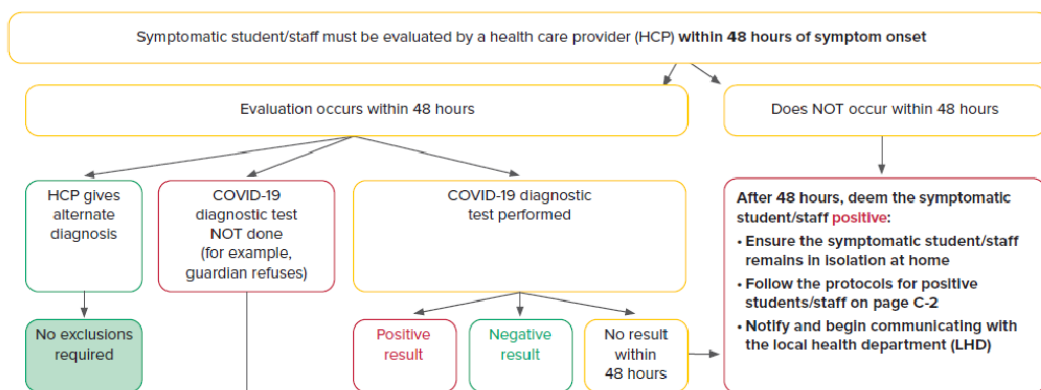 Symptomatic student/staff must be evaluated by a health care provider (HCP) within 48 hours of symptom onset
Evaluation occurs within 48 hours
Does NOT occur within 48 hours
HCP gives
alternate
diagnosis
COVID-19
diagnostic test
NOT done
(for example,
guardian refuses)
COVID-19 diagnostic
test performed
After 48 hours, deem the symptomatic
student/staff positive:
• Ensure the symptomatic student/staff
remains in isolation at home
• Follow the protocols for positive
students/staff on page C-2
• Notify and begin communicating with
the local health department (LHD)
No exclusions
required
Positive
result
Negative
result
No result
within
48 hours